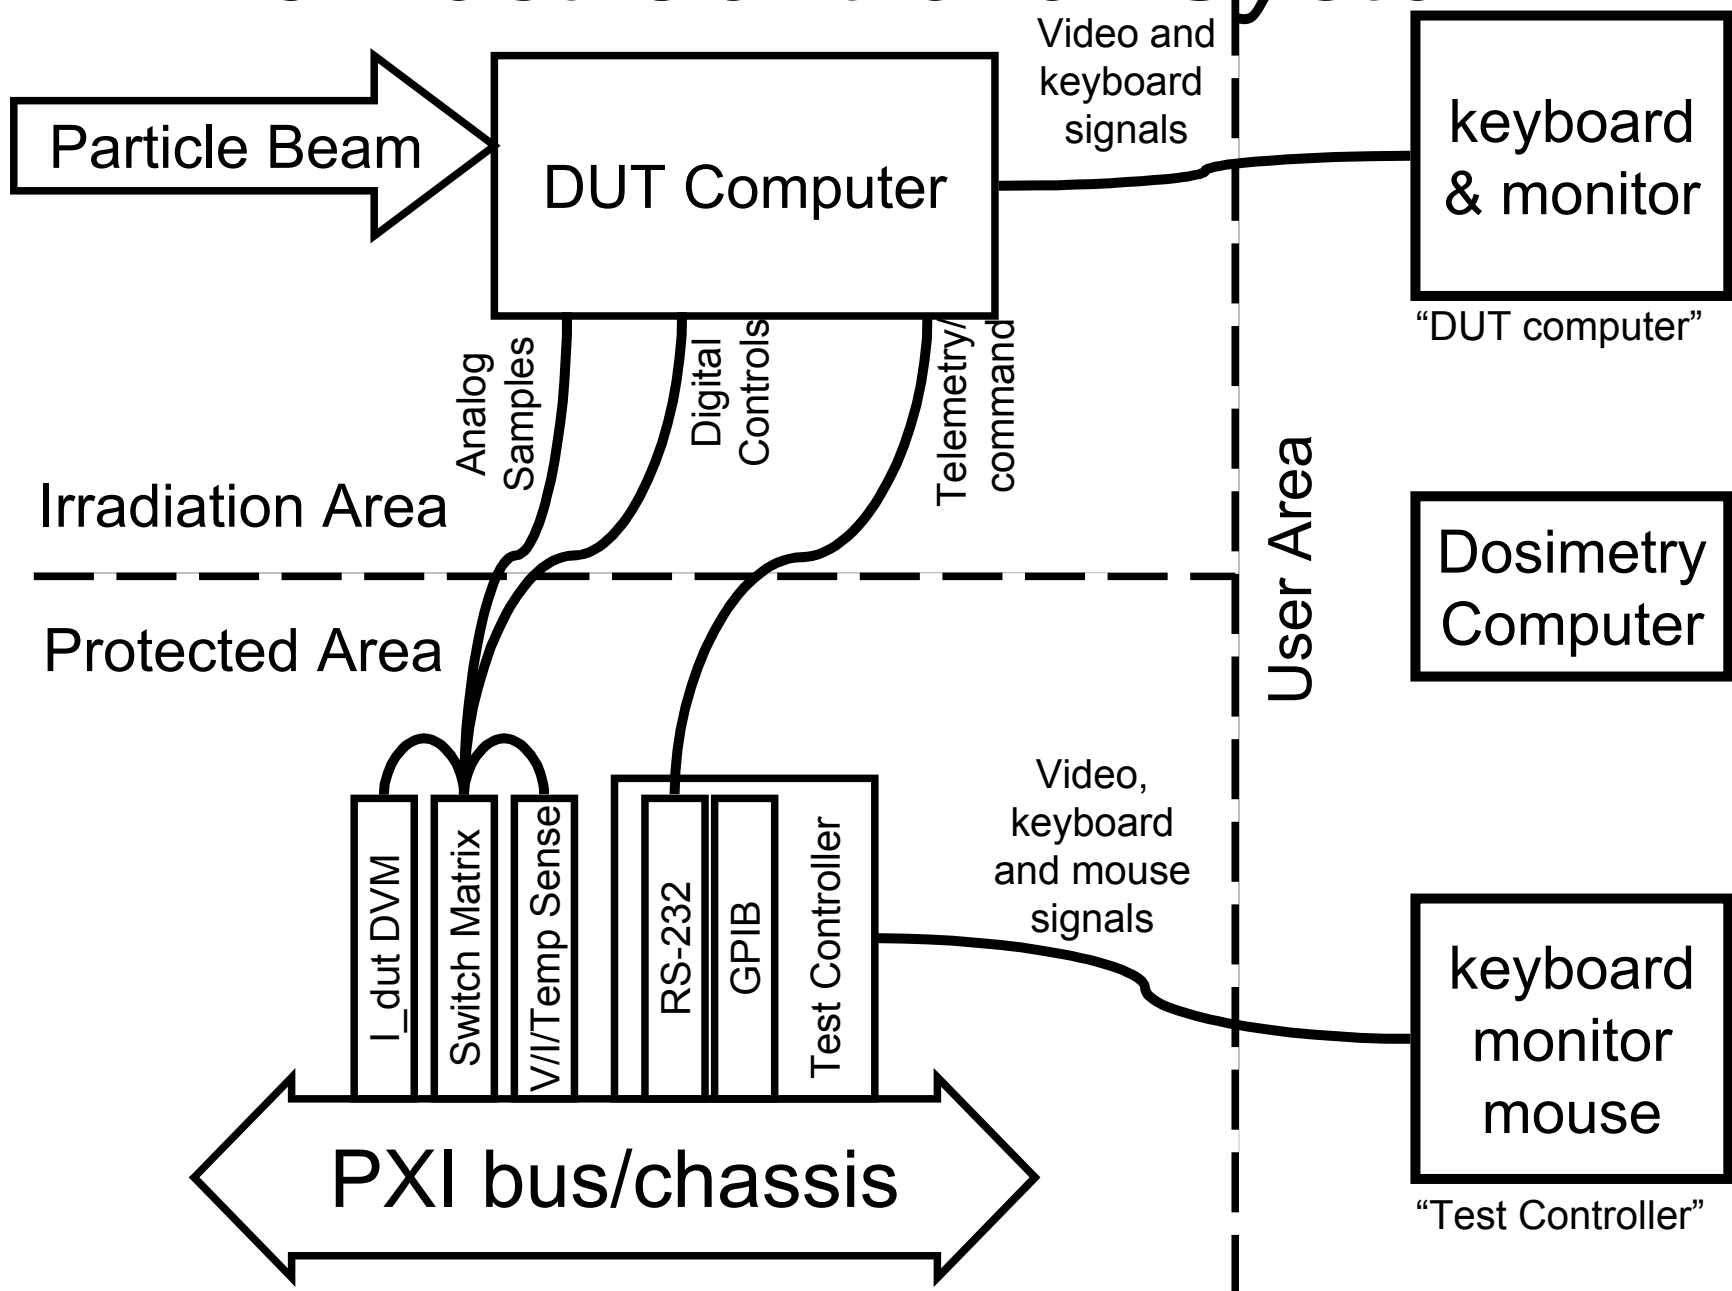 Video and
keyboard
signals
Particle Beam
DUT Computer
keyboard
& monitor
“DUT computer”
Analog
Samples
Digital
Controls
Telemetry/
command
Irradiation Area
User Area
Dosimetry
Computer
Protected Area
Video,
keyboard
and mouse
signals
I_dut DVM
Switch Matrix
V/I/Temp Sense
RS-232
GPIB
Test Controller
keyboard
monitor
mouse
“Test Controller”
PXI bus/chassis